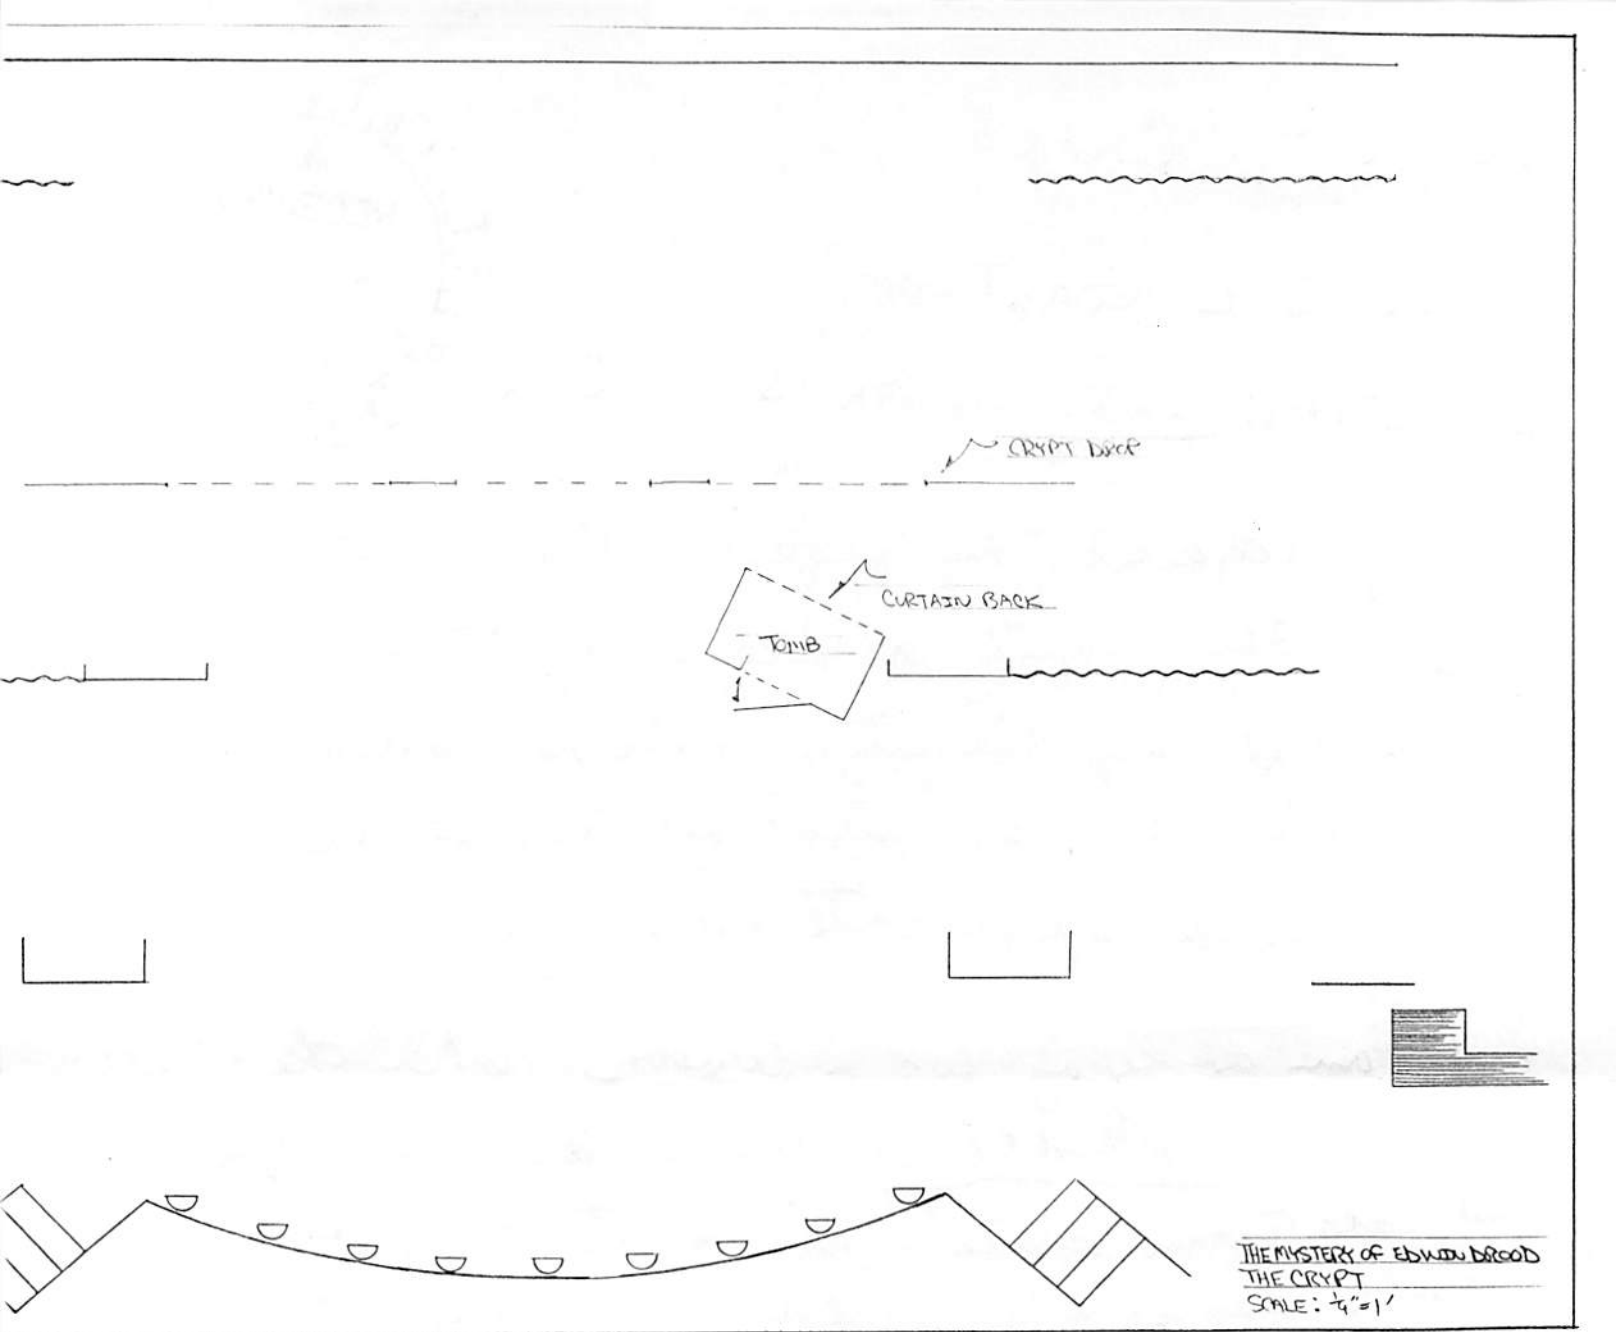 CRYPT DROP
CURTAIN BACK
TOMB
THE MYSTERY OF EDWIN DROOD
THE CRYPT
SCALE: 1/4"=1'